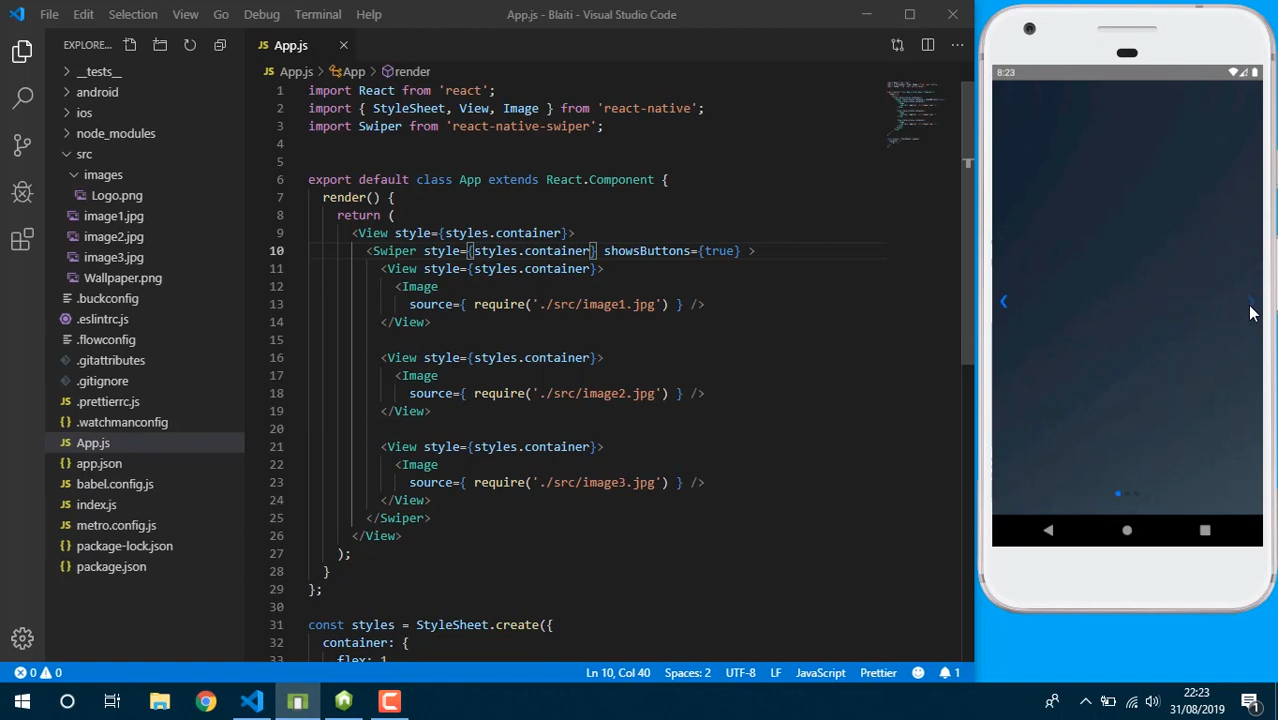 File Edit Selection View Go Debug Terminal Help
App.js - Blaiti - Visual Studio Code
EXPLORE...
__tests__
android
ios
node_modules
src
images
Logo.png
image1.jpg
image2.jpg
image3.jpg
Wallpaper.png
.buckconfig
.eslintrc.js
.flowconfig
.gitattributes
.gitignore
.prettierrc.js
.watchmanconfig
JS App.js
{} app.json
JS babel.config.js
JS index.js
JS metro.config.js
{} package-lock.json
{} package.json
JS App.js
JS App.js > App > render
1 import React from 'react';
2 import { StyleSheet, View, Image } from 'react-native';
3 import Swiper from 'react-native-swiper';
4
5
6 export default class App extends React.Component {
7 render() {
8 return (
9 <View style={styles.container}>
10 <Swiper style={styles.container} showsButtons={true} >
11 <View style={styles.container}>
12 <Image
13 source={ require('./src/image1.jpg') } />
14 </View>
15
16 <View style={styles.container}>
17 <Image
18 source={ require('./src/image2.jpg') } />
19 </View>
20
21 <View style={styles.container}>
22 <Image
23 source={ require('./src/image3.jpg') } />
24 </View>
25 </Swiper>
26 </View>
27 );
28 }
29 };
30
31 const styles = StyleSheet.create({
32 container: {
33 flex: 1
8:23
0 0 Ln 10, Col 40 Spaces: 2 UTF-8 LF JavaScript Prettier 1
22:23
31/08/2019
1